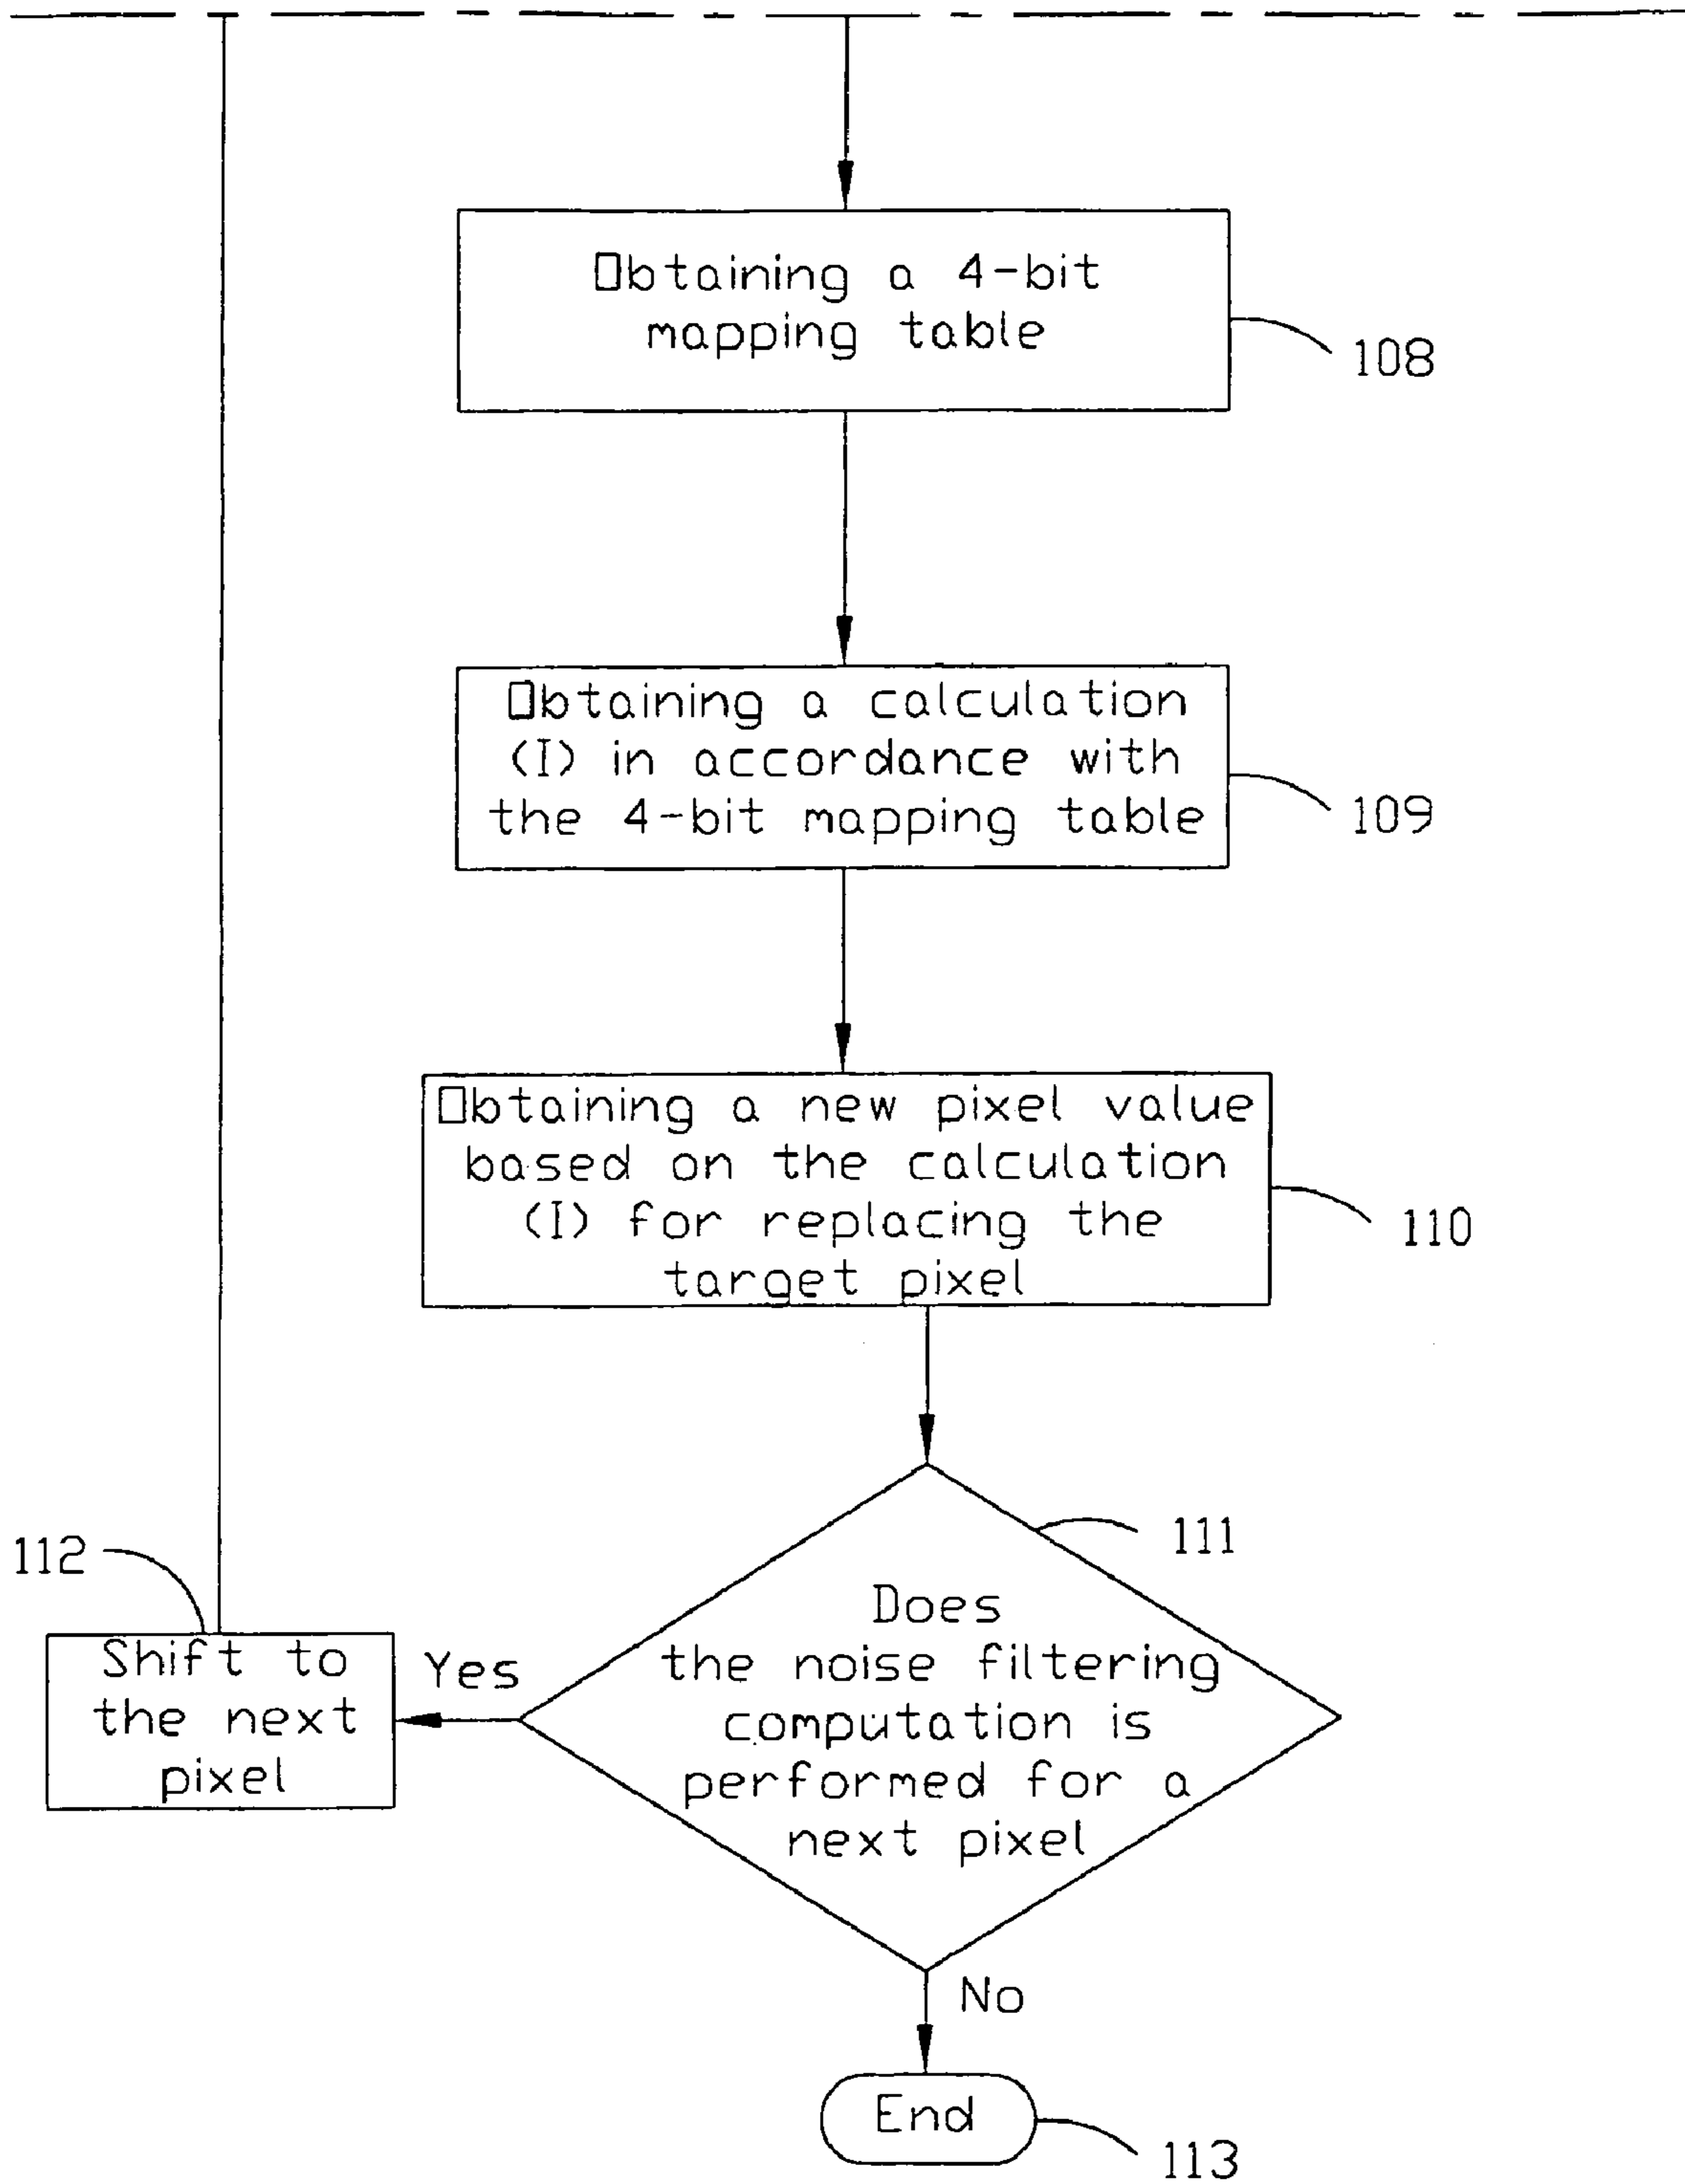 Obtaining a 4-bit
mapping table
108
Obtaining a calculation
(I) in accordance with
the 4-bit mapping table
109
Obtaining a new pixel value
based on the calculation
(I) for replacing the
target pixel
110
111
Does
the noise filtering
computation is
performed for a
next pixel
112
Yes
Shift to
the next
pixel
No
End
113